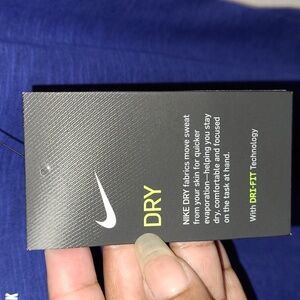 DRY
NIKE DRY fabrics move sweat
from your skin for quicker
evaporation—helping you stay
dry, comfortable and focused
on the task at hand.
With DRI-FIT Technology